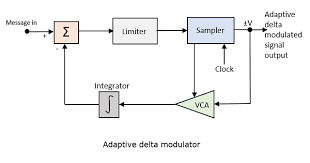 Message in
+
-
Σ
Limiter
Sampler
±V
Adaptive
delta
modulated
signal
output
Clock
Integrator
∫
VCA
Adaptive delta modulator